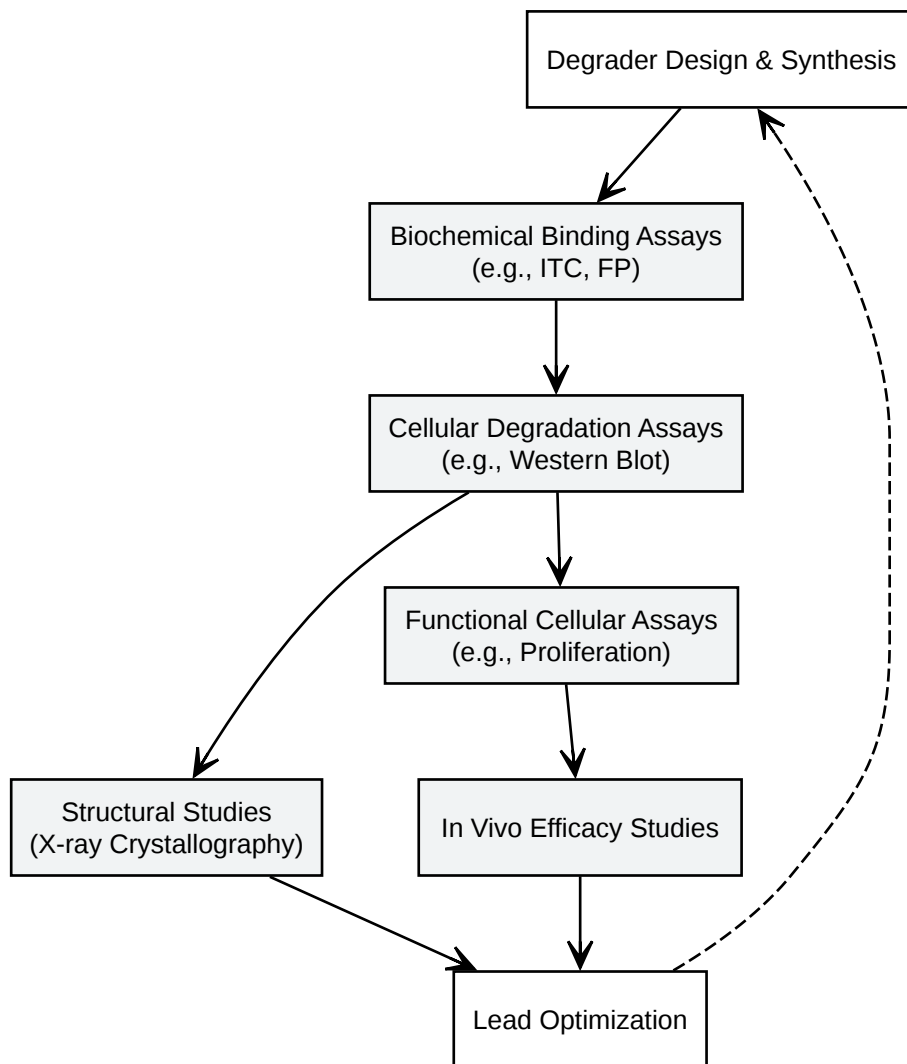 Degrader Design & Synthesis
Biochemical Binding Assays
(e.g., ITC, FP)
Cellular Degradation Assays
(e.g., Western Blot)
Functional Cellular Assays
(e.g., Proliferation)
Structural Studies
(X-ray Crystallography)
In Vivo Efficacy Studies
Lead Optimization